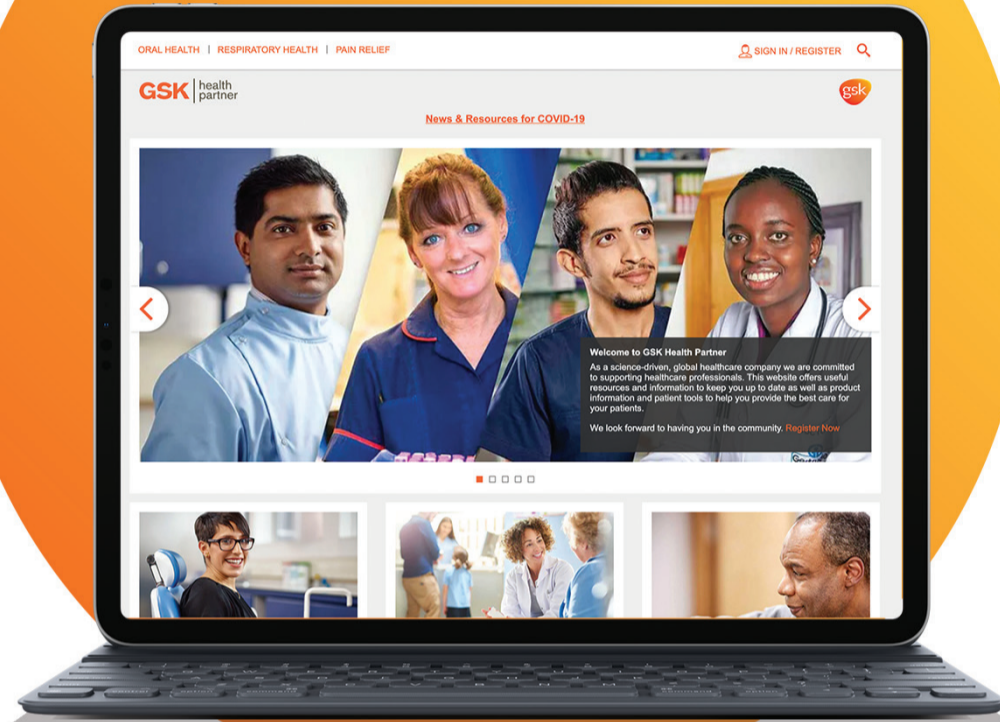 ORAL HEALTH | RESPIRATORY HEALTH | PAIN RELIEF
SIGN IN / REGISTER
GSK health
partner
gsk
News & Resources for COVID-19
Welcome to GSK Health Partner
As a science-driven, global healthcare company we are committed
to supporting healthcare professionals. This website offers useful
resources and information to keep you up to date as well as product
information and patient tools to help you provide the best care for
your patients.
We look forward to having you in the community. Register Now